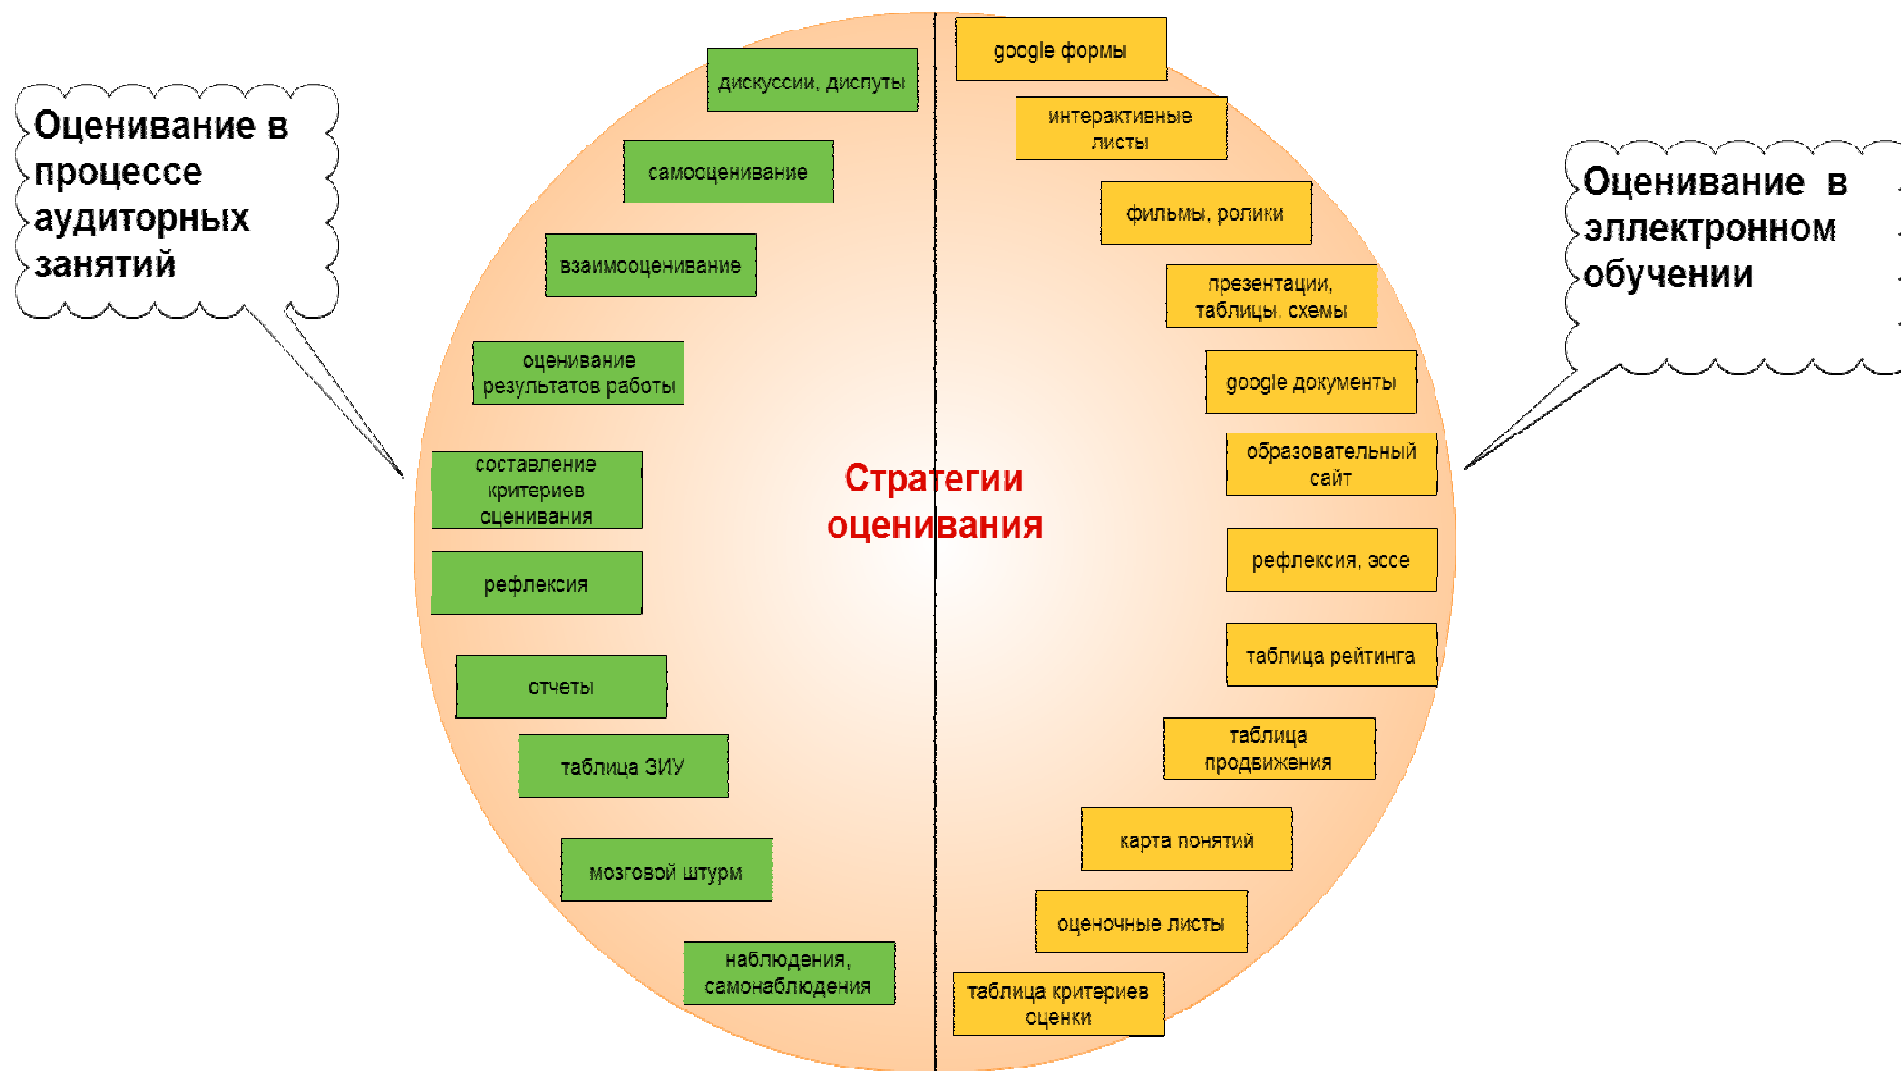 Оценивание в
процессе
аудиторных
занятий
дискуссии, диспуты
самооценивание
взаимооценивание
оценивание
результатов работы
составление
критериев
оценивания
рефлексия
отчеты
таблица ЗИУ
мозговой штурм
наблюдения,
самонаблюдения
Стратегии
оценивания
google формы
интерактивные
листы
фильмы, ролики
презентации,
таблицы, схемы
google документы
образовательный
сайт
рефлексия, эссе
таблица рейтинга
таблица
продвижения
карта понятий
оценочные листы
таблица критериев
оценки
Оценивание в
эллектронном
обучении